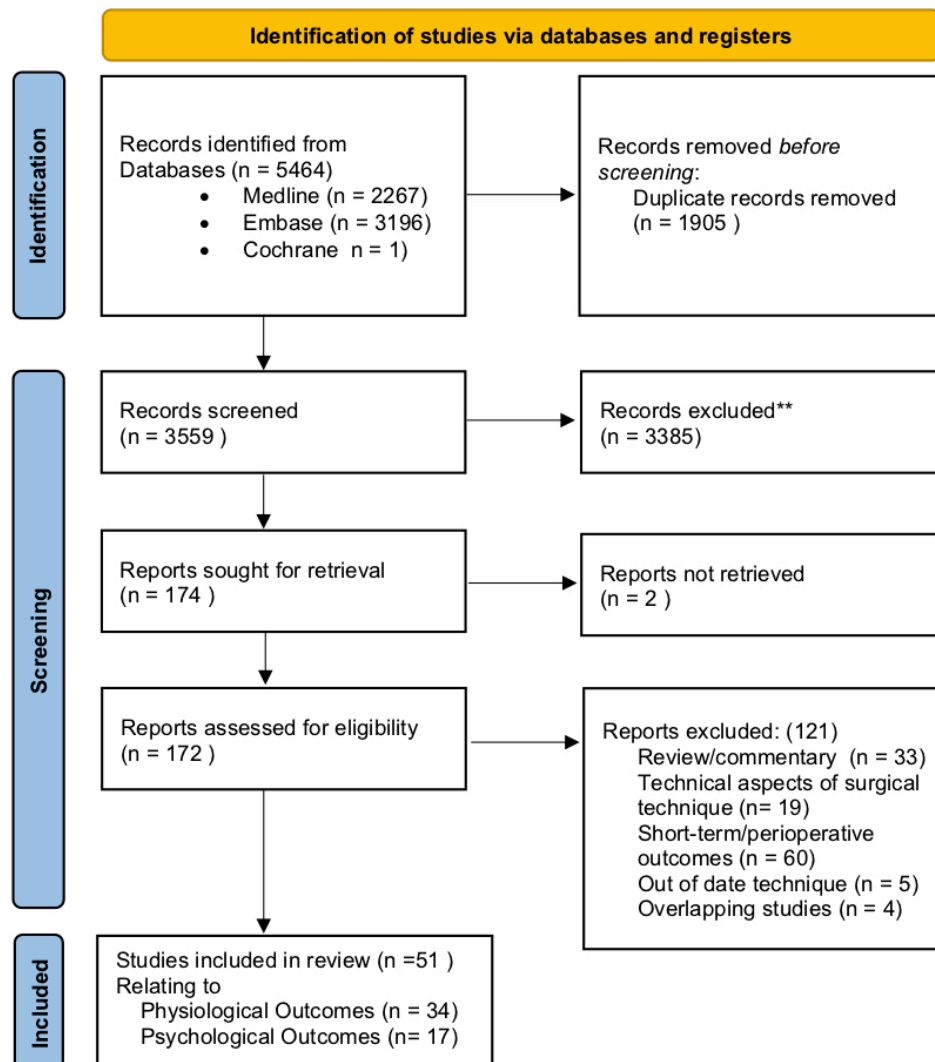 Identification of studies via databases and registers
Identification
Records identified from
Databases (n = 5464)
• Medline (n = 2267)
• Embase (n = 3196)
• Cochrane n = 1)
Records removed before
screening:
Duplicate records removed
(n = 1905 )
Screening
Records screened
(n = 3559 )
Records excluded**
(n = 3385)
Reports sought for retrieval
(n = 174 )
Reports not retrieved
(n = 2 )
Reports assessed for eligibility
(n = 172 )
Reports excluded: (121)
Review/commentary (n = 33)
Technical aspects of surgical
technique (n= 19)
Short-term/perioperative
outcomes (n = 60)
Out of date technique (n = 5)
Overlapping studies (n = 4)
Included
Studies included in review (n =51 )
Relating to
Physiological Outcomes (n = 34)
Psychological Outcomes (n= 17)